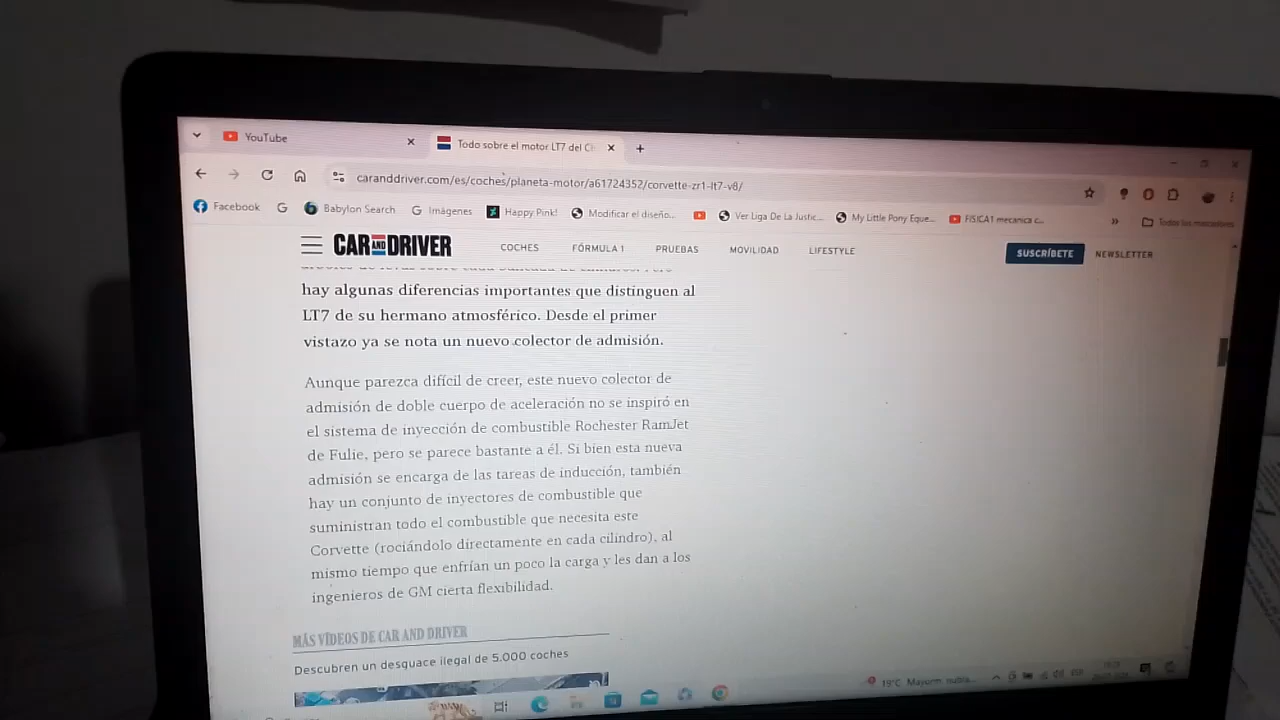 YouTube
Todo sobre el motor LT7 del C
caranddriver.com/es/coches/planeta-motor/a61724352/corvette-zr1-lt7-v8/
Facebook
Babylon Search
Imágenes
Happy Pink!
Modificar el diseño...
Ver Liga De La Justic...
My Little Pony Eque...
FISICA1 mecanica c...
Todos los marcadores
CAR AND DRIVER
COCHES
FÓRMULA 1
PRUEBAS
MOVILIDAD
LIFESTYLE
SUSCRÍBETE
NEWSLETTER
hay algunas diferencias importantes que distinguen al
LT7 de su hermano atmosférico. Desde el primer
vistazo ya se nota un nuevo colector de admisión.
Aunque parezca difícil de creer, este nuevo colector de
admisión de doble cuerpo de aceleración no se inspiró en
el sistema de inyección de combustible Rochester RamJet
de Fulie, pero se parece bastante a él. Si bien esta nueva
admisión se encarga de las tareas de inducción, también
hay un conjunto de inyectores de combustible que
suministran todo el combustible que necesita este
Corvette (rociándolo directamente en cada cilindro), al
mismo tiempo que enfrían un poco la carga y les dan a los
ingenieros de GM cierta flexibilidad.
MÁS VÍDEOS DE CAR AND DRIVER
Descubren un desguace ilegal de 5.000 coches
19°C Mayorm. nubla...